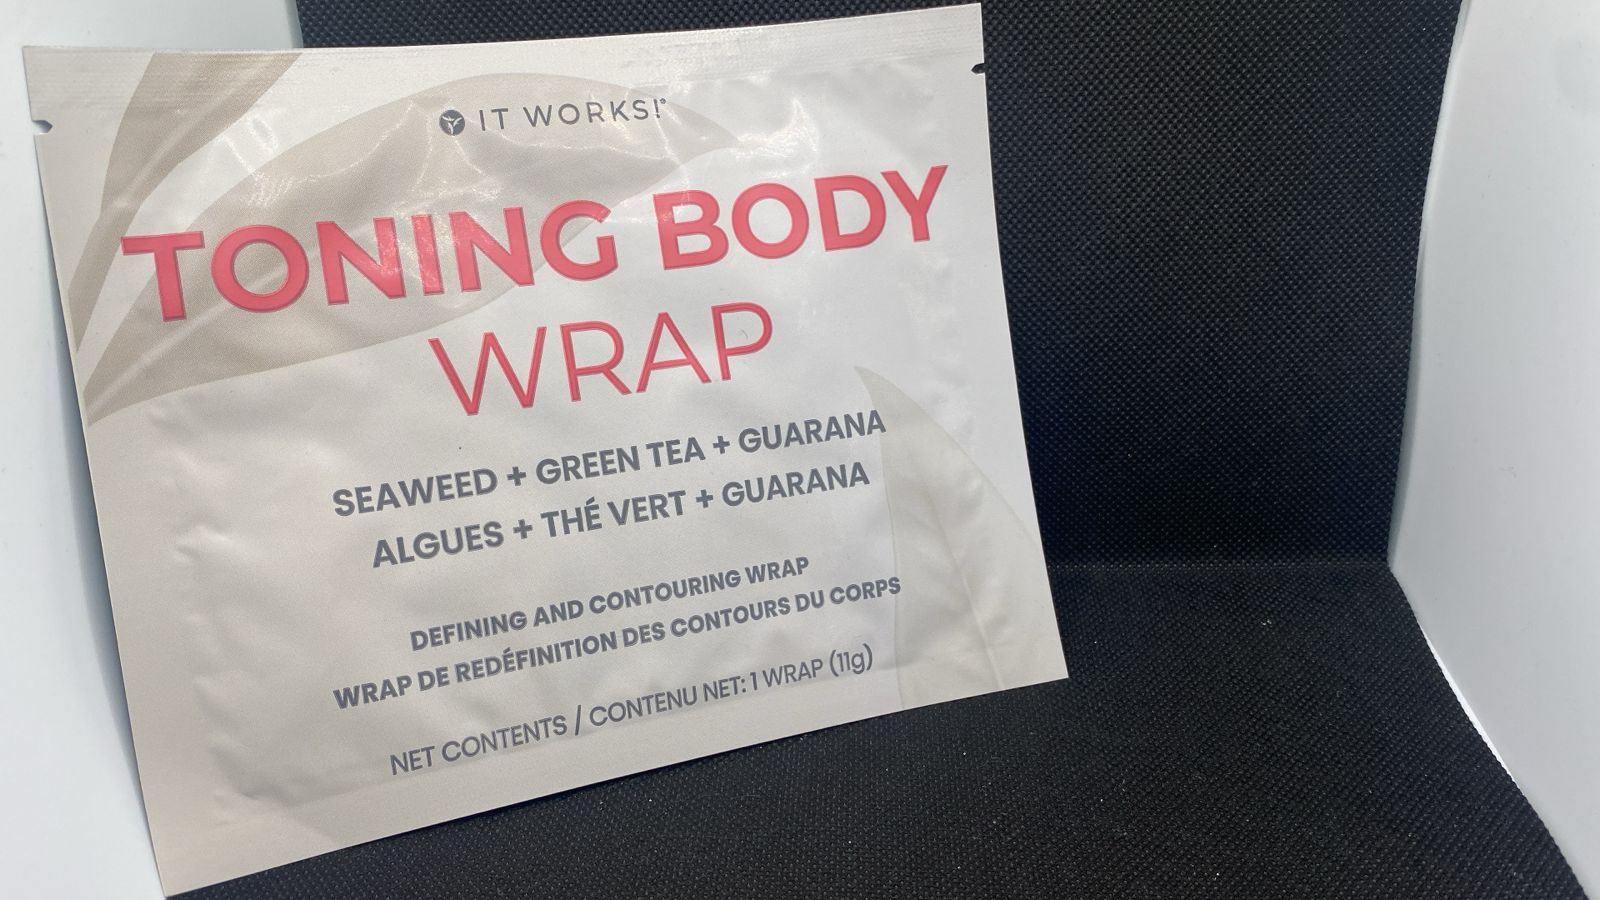 IT WORKS!®
TONING BODY
WRAP
SEAWEED + GREEN TEA + GUARANA
ALGUES + THÉ VERT + GUARANA
DEFINING AND CONTOURING WRAP
WRAP DE REDÉFINITION DES CONTOURS DU CORPS
NET CONTENTS / CONTENU NET: 1 WRAP (11g)